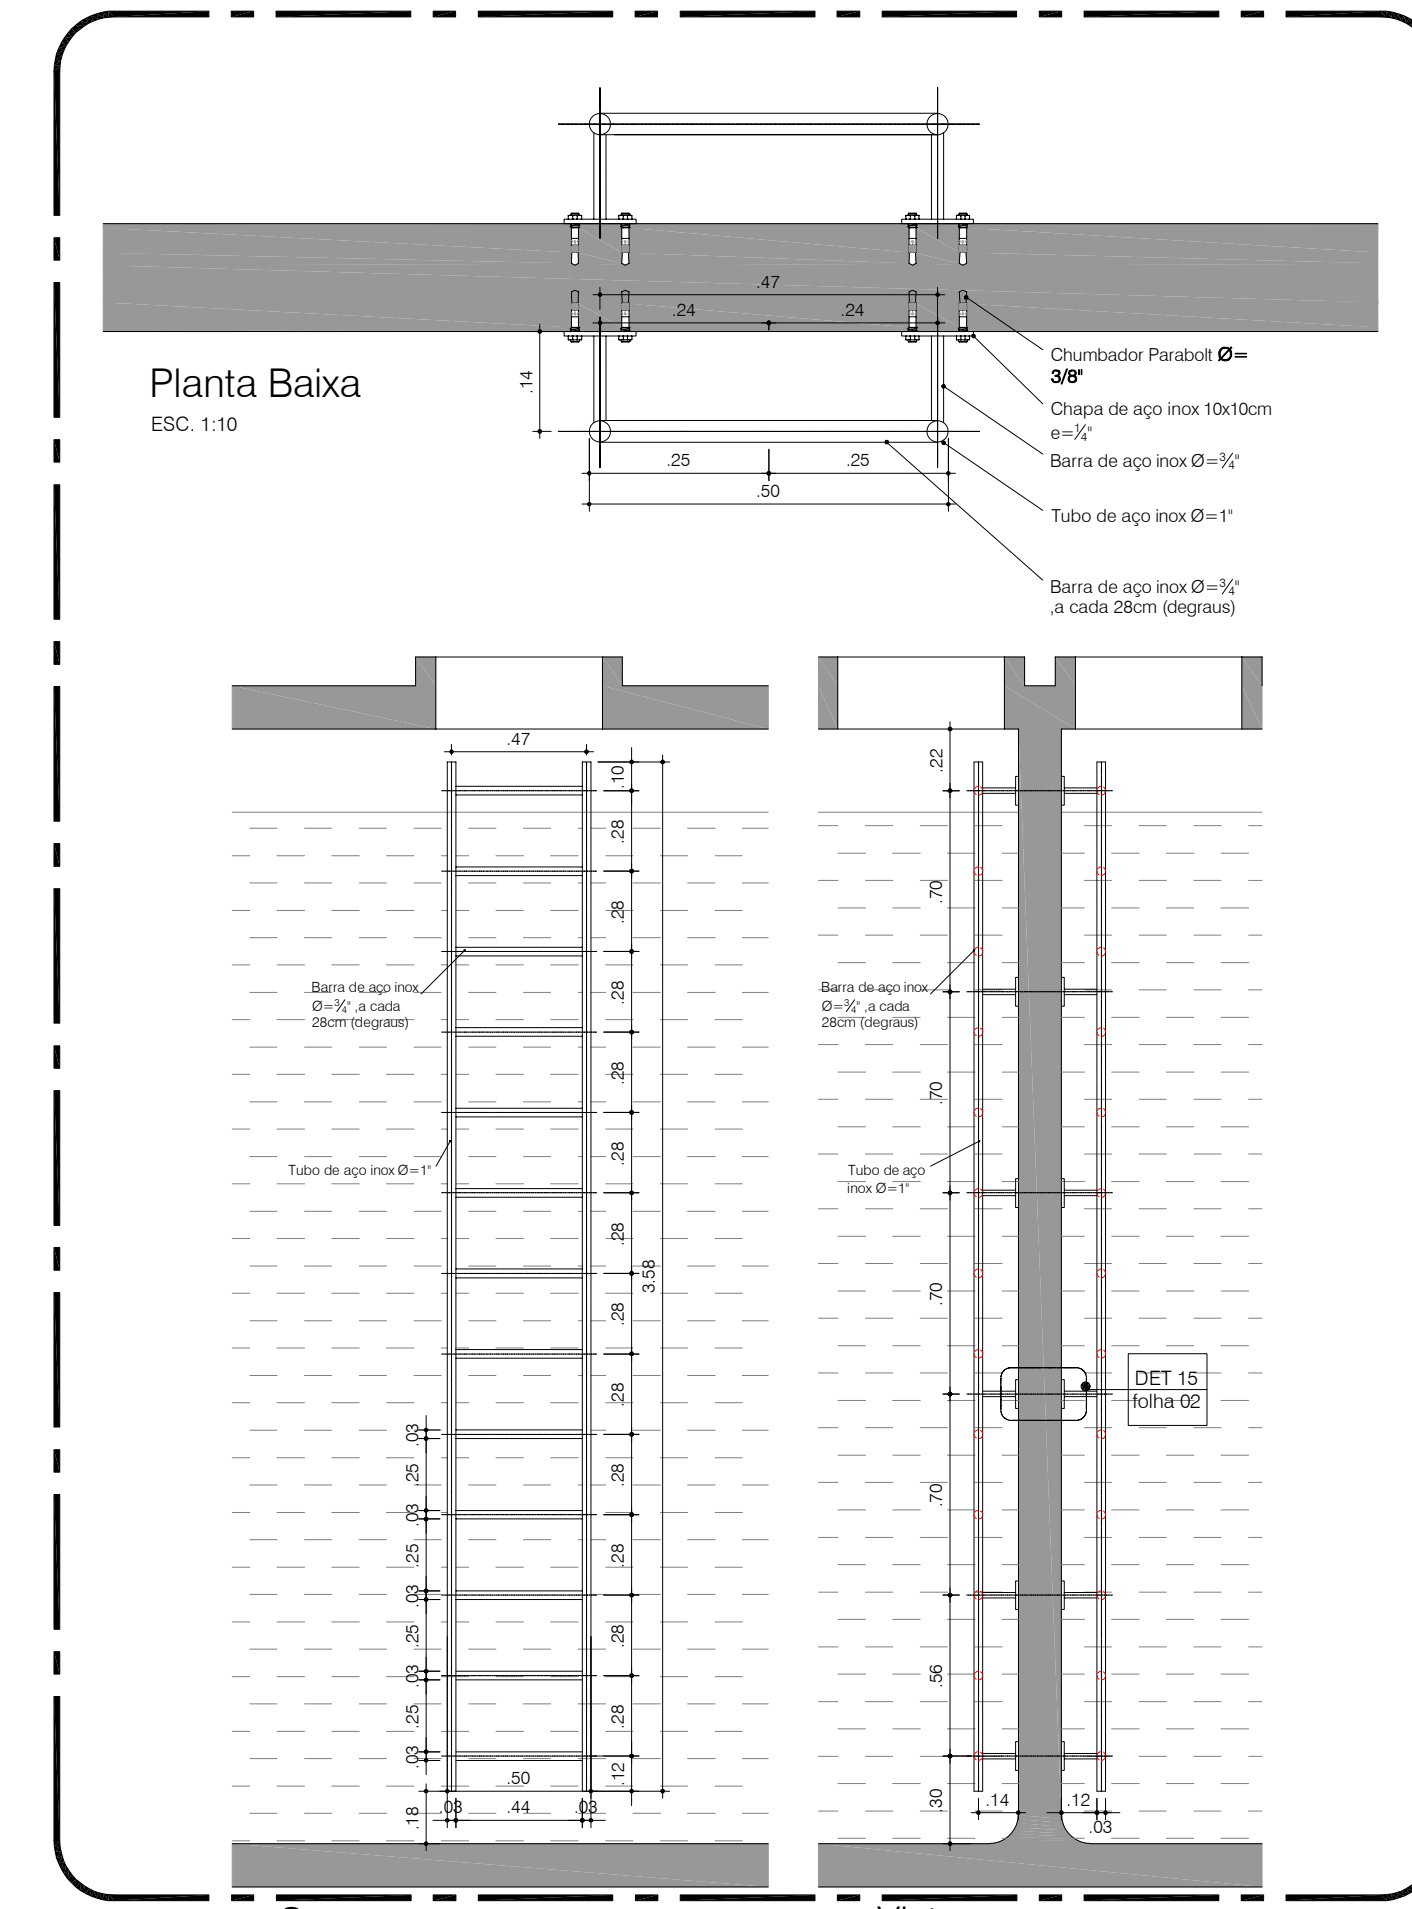 .47
.24
.24
.14
Planta Baixa
ESC. 1:10
.25
.25
.50
Chumbador Parabolt Ø=
3/8"
Chapa de aço inox 10x10cm
e=¼"
Barra de aço inox Ø=¾"
Tubo de aço inox Ø=1"
Barra de aço inox Ø=¾"
,a cada 28cm (degraus)
.47
.10
.28
.28
.28
.28
.28
.28
.28
.28
.28
.28
.28
.28
.12
3.58
Barra de aço inox
Ø=¾" ,a cada
28cm (degraus)
Tubo de aço inox Ø=1"
.03
.25
.03
.25
.03
.25
.03
.25
.03
.18
.50
.03
.44
.03
.22
.70
.70
.70
.70
.56
.30
Barra de aço inox
Ø=¾" ,a cada
28cm (degraus)
Tubo de aço
inox Ø=1"
DET 15
folha 02
.14
.12
.03